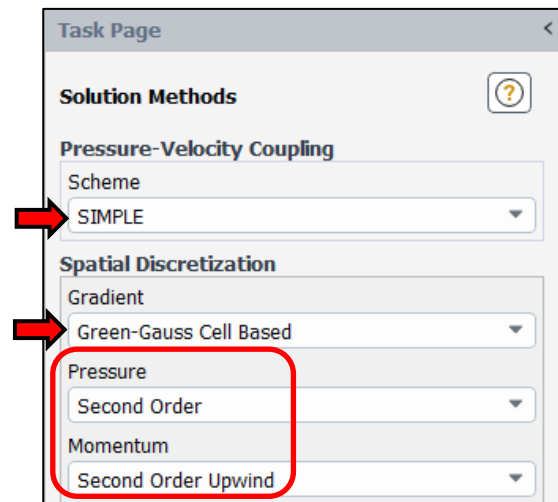 Task Page
Solution Methods
Pressure-Velocity Coupling
Scheme
SIMPLE
Spatial Discretization
Gradient
Green-Gauss Cell Based
Pressure
Second Order
Momentum
Second Order Upwind